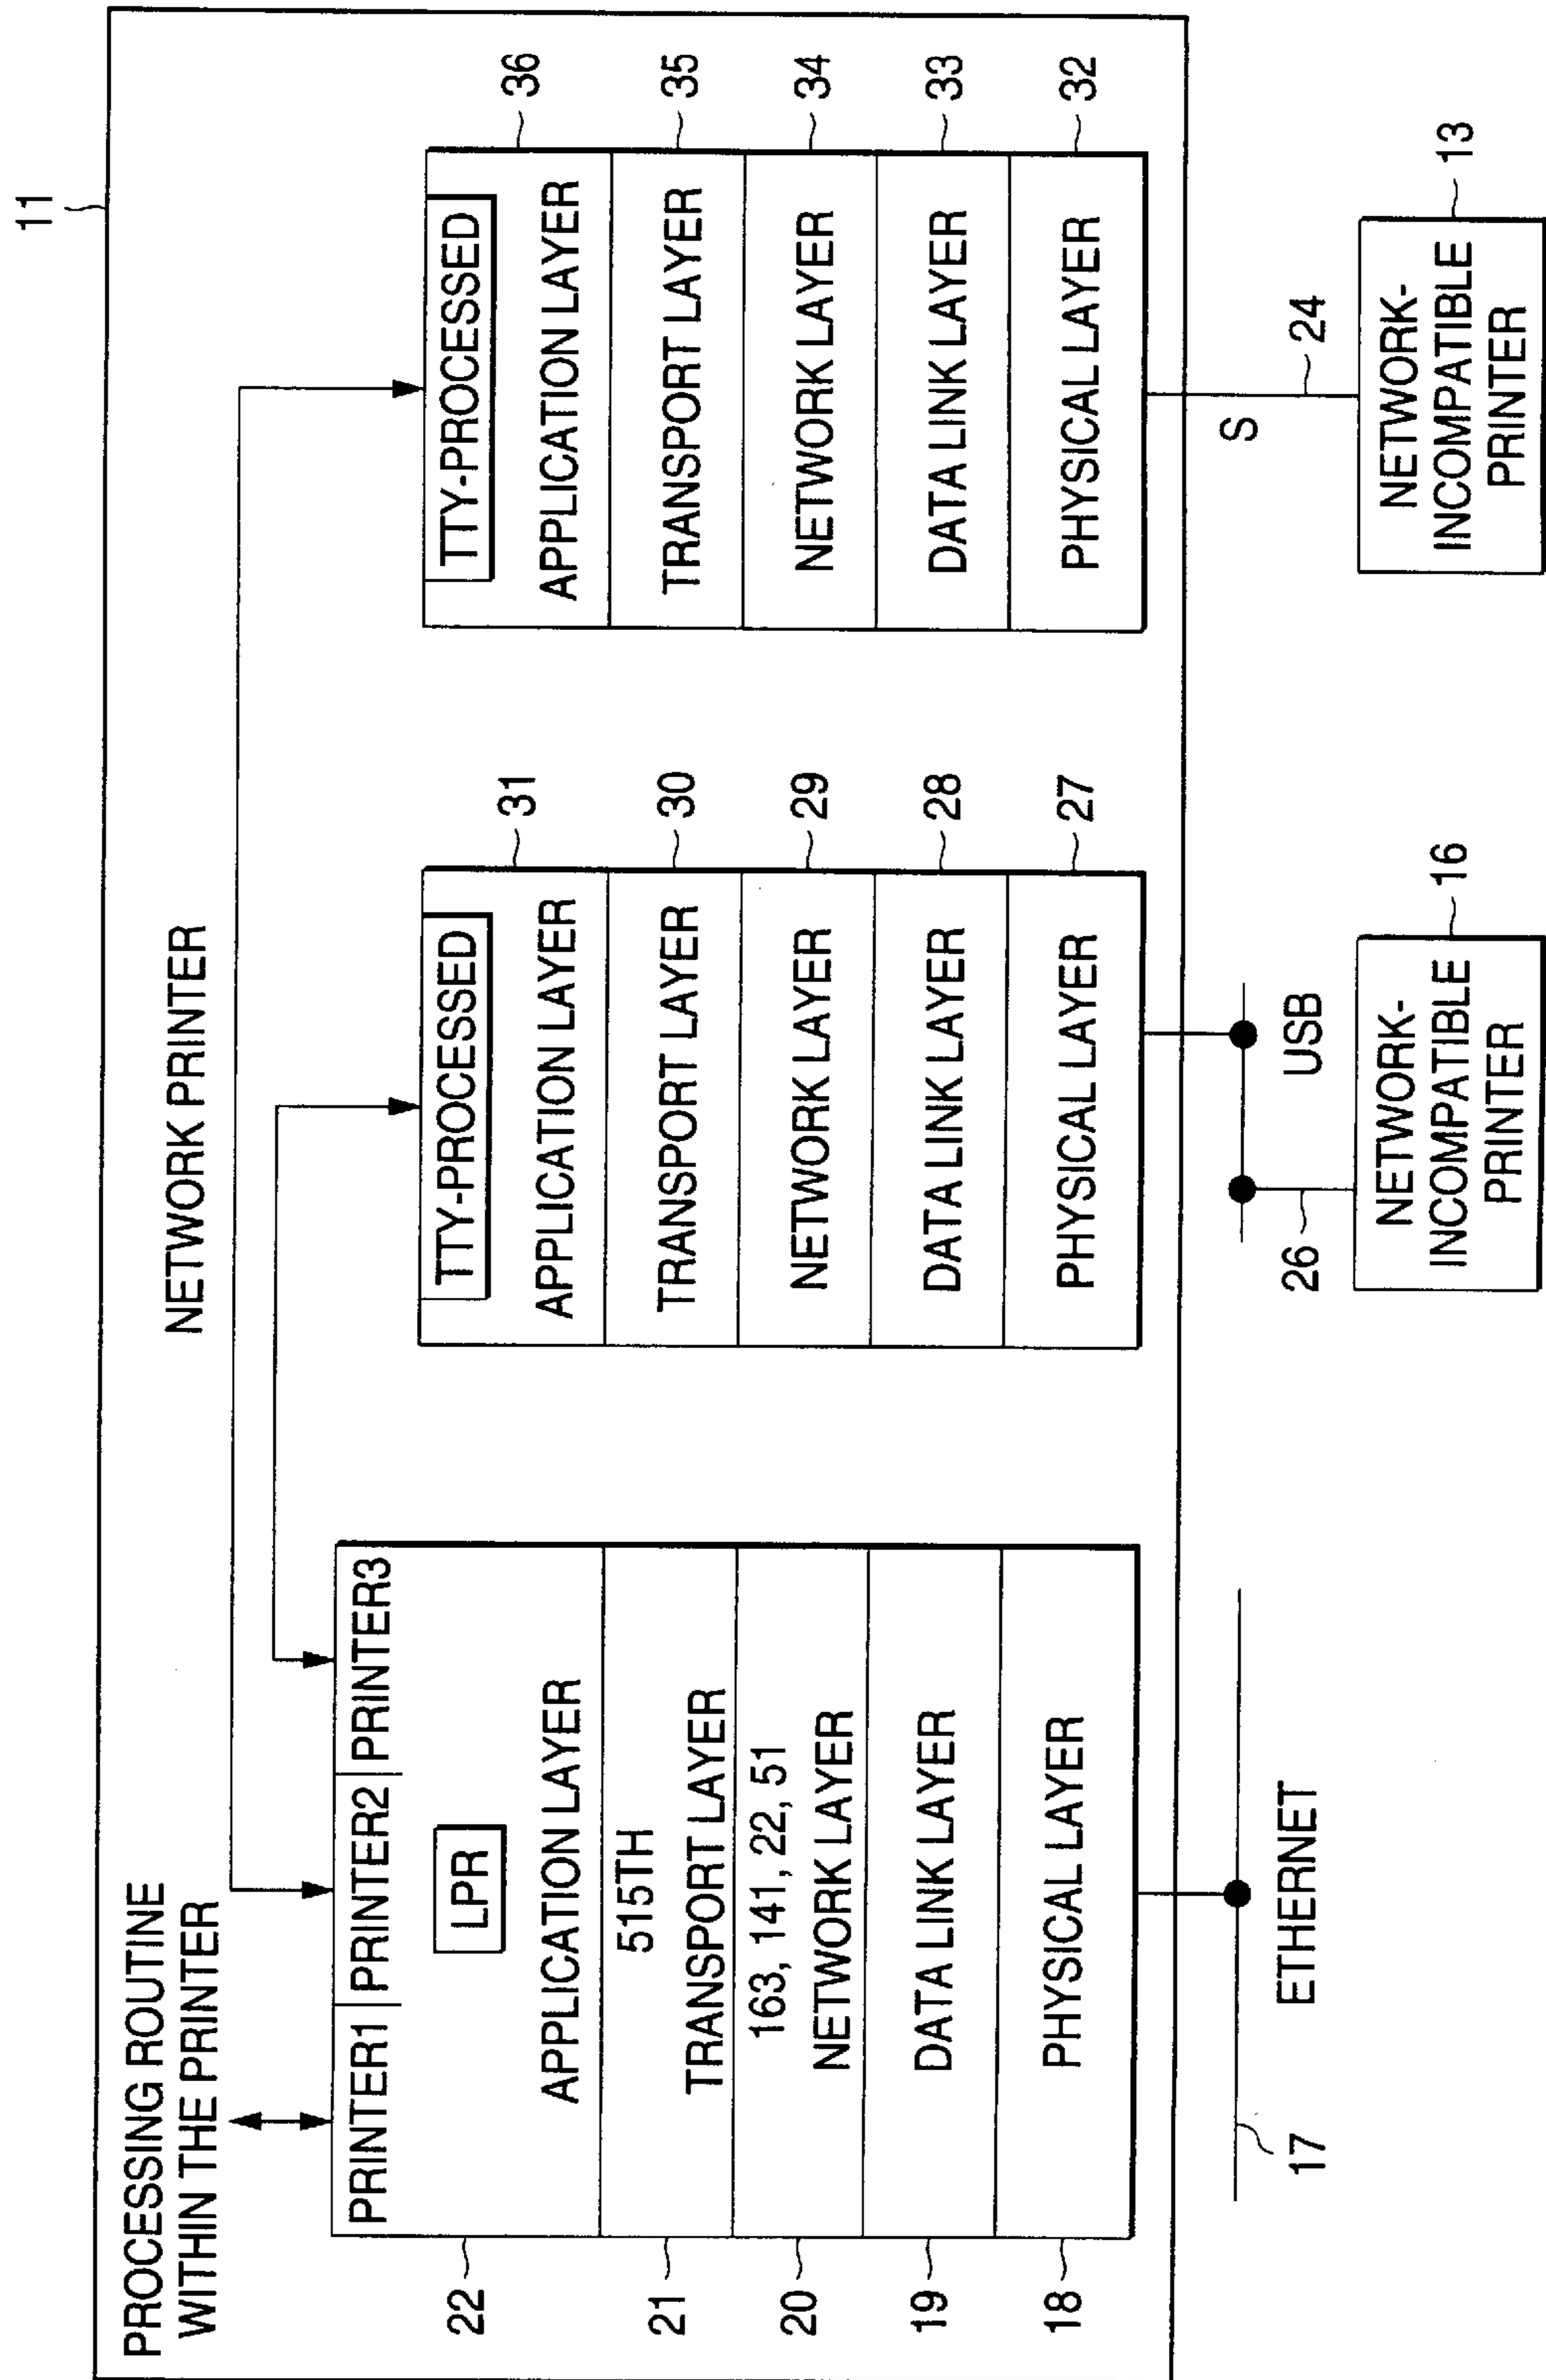 11
NETWORK PRINTER
PROCESSING ROUTINE
WITHIN THE PRINTER
PRINTER1
PRINTER2
PRINTER3
LPR
APPLICATION LAYER
22
515TH
TRANSPORT LAYER
21
163, 141, 22, 51
NETWORK LAYER
20
DATA LINK LAYER
19
PHYSICAL LAYER
18
17
ETHERNET
TTY-PROCESSED
APPLICATION LAYER
31
TRANSPORT LAYER
30
NETWORK LAYER
29
DATA LINK LAYER
28
PHYSICAL LAYER
27
USB
26
NETWORK-
INCOMPATIBLE
PRINTER
16
TTY-PROCESSED
APPLICATION LAYER
36
TRANSPORT LAYER
35
NETWORK LAYER
34
DATA LINK LAYER
33
PHYSICAL LAYER
32
S
24
NETWORK-
INCOMPATIBLE
PRINTER
13